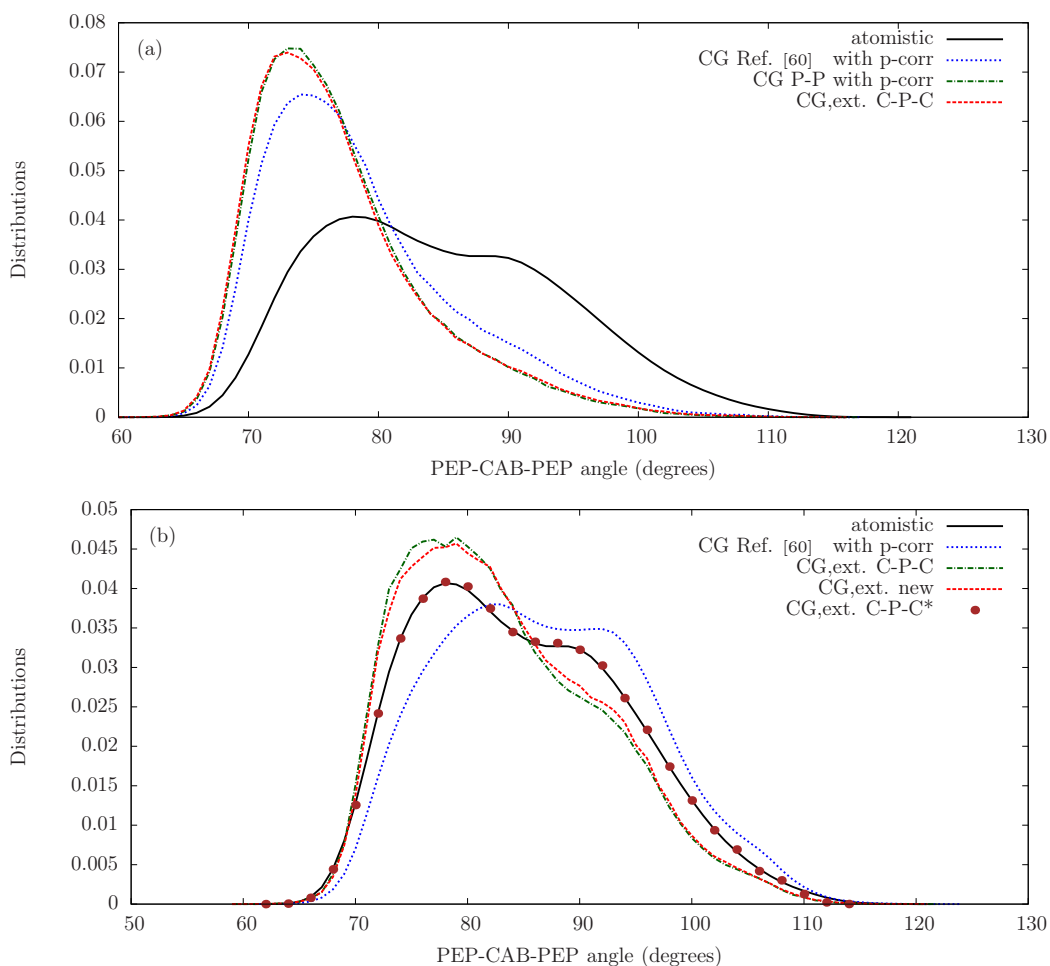 0.08
0.07
0.06
0.05
0.04
0.03
0.02
0.01
0
Distributions
(a)
atomistic
CG Ref. [60] with p-corr
CG P-P with p-corr
CG,ext. C-P-C
60 70 80 90 100 110 120 130
PEP-CAB-PEP angle (degrees)
0.05
0.045
0.04
0.035
0.03
0.025
0.02
0.015
0.01
0.005
0
Distributions
(b)
atomistic
CG Ref. [60] with p-corr
CG,ext. C-P-C
CG,ext. new
CG,ext. C-P-C*
50 60 70 80 90 100 110 120 130
PEP-CAB-PEP angle (degrees)